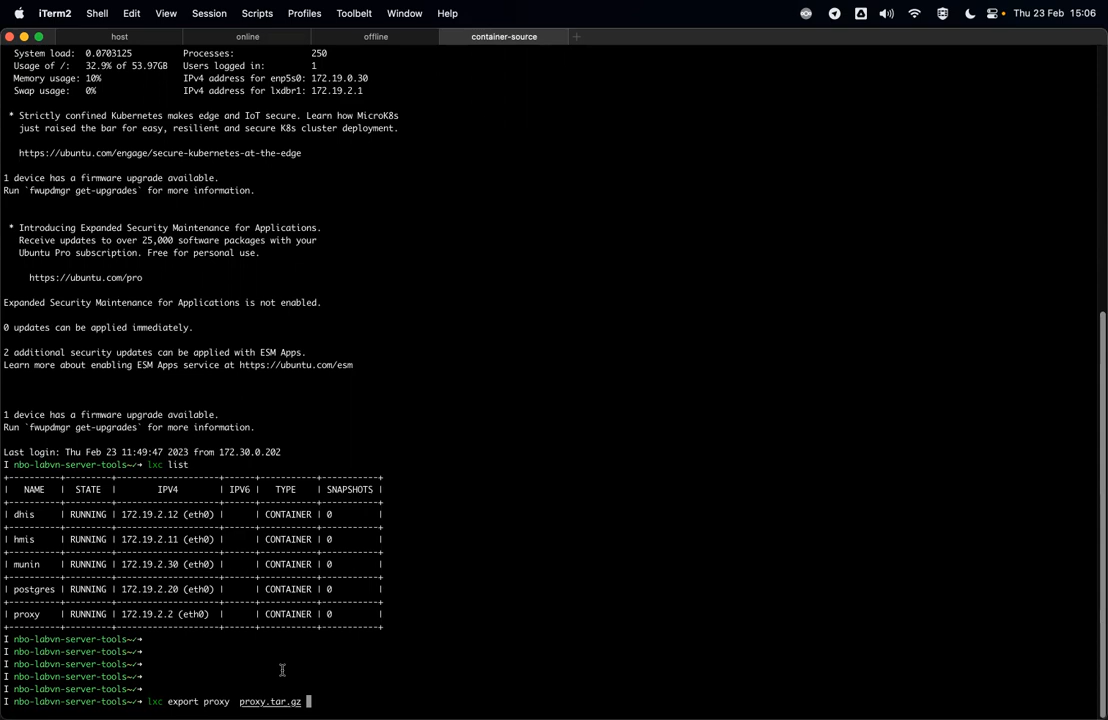 iTerm2 Shell Edit View Session Scripts Profiles Toolbelt Window Help Thu 23 Feb 15:06
host online offline container-source +
System load: 0.0703125 Processes: 250
Usage of /: 32.9% of 53.97GB Users logged in: 1
Memory usage: 10% IPv4 address for enp5s0: 172.19.0.30
Swap usage: 0% IPv4 address for lxdbr1: 172.19.2.1
* Strictly confined Kubernetes makes edge and IoT secure. Learn how MicroK8s
just raised the bar for easy, resilient and secure K8s cluster deployment.
https://ubuntu.com/engage/secure-kubernetes-at-the-edge
1 device has a firmware upgrade available.
Run `fwupdmgr get-upgrades` for more information.
* Introducing Expanded Security Maintenance for Applications.
Receive updates to over 25,000 software packages with your
Ubuntu Pro subscription. Free for personal use.
https://ubuntu.com/pro
Expanded Security Maintenance for Applications is not enabled.
0 updates can be applied immediately.
2 additional security updates can be applied with ESM Apps.
Learn more about enabling ESM Apps service at https://ubuntu.com/esm
1 device has a firmware upgrade available.
Run `fwupdmgr get-upgrades` for more information.
Last login: Thu Feb 23 11:49:47 2023 from 172.30.0.202
I nbo-labvn-server-tools~/→ lxc list
+----------+---------+--------------------+------+-----------+-----------+
| NAME | STATE | IPV4 | IPV6 | TYPE | SNAPSHOTS |
+----------+---------+--------------------+------+-----------+-----------+
| dhis | RUNNING | 172.19.2.12 (eth0) | | CONTAINER | 0 |
+----------+---------+--------------------+------+-----------+-----------+
| hmis | RUNNING | 172.19.2.11 (eth0) | | CONTAINER | 0 |
+----------+---------+--------------------+------+-----------+-----------+
| munin | RUNNING | 172.19.2.30 (eth0) | | CONTAINER | 0 |
+----------+---------+--------------------+------+-----------+-----------+
| postgres | RUNNING | 172.19.2.20 (eth0) | | CONTAINER | 0 |
+----------+---------+--------------------+------+-----------+-----------+
| proxy | RUNNING | 172.19.2.2 (eth0) | | CONTAINER | 0 |
+----------+---------+--------------------+------+-----------+-----------+
I nbo-labvn-server-tools~/→
I nbo-labvn-server-tools~/→
I nbo-labvn-server-tools~/→
I nbo-labvn-server-tools~/→
I nbo-labvn-server-tools~/→
I nbo-labvn-server-tools~/→ lxc export proxy proxy.tar.gz